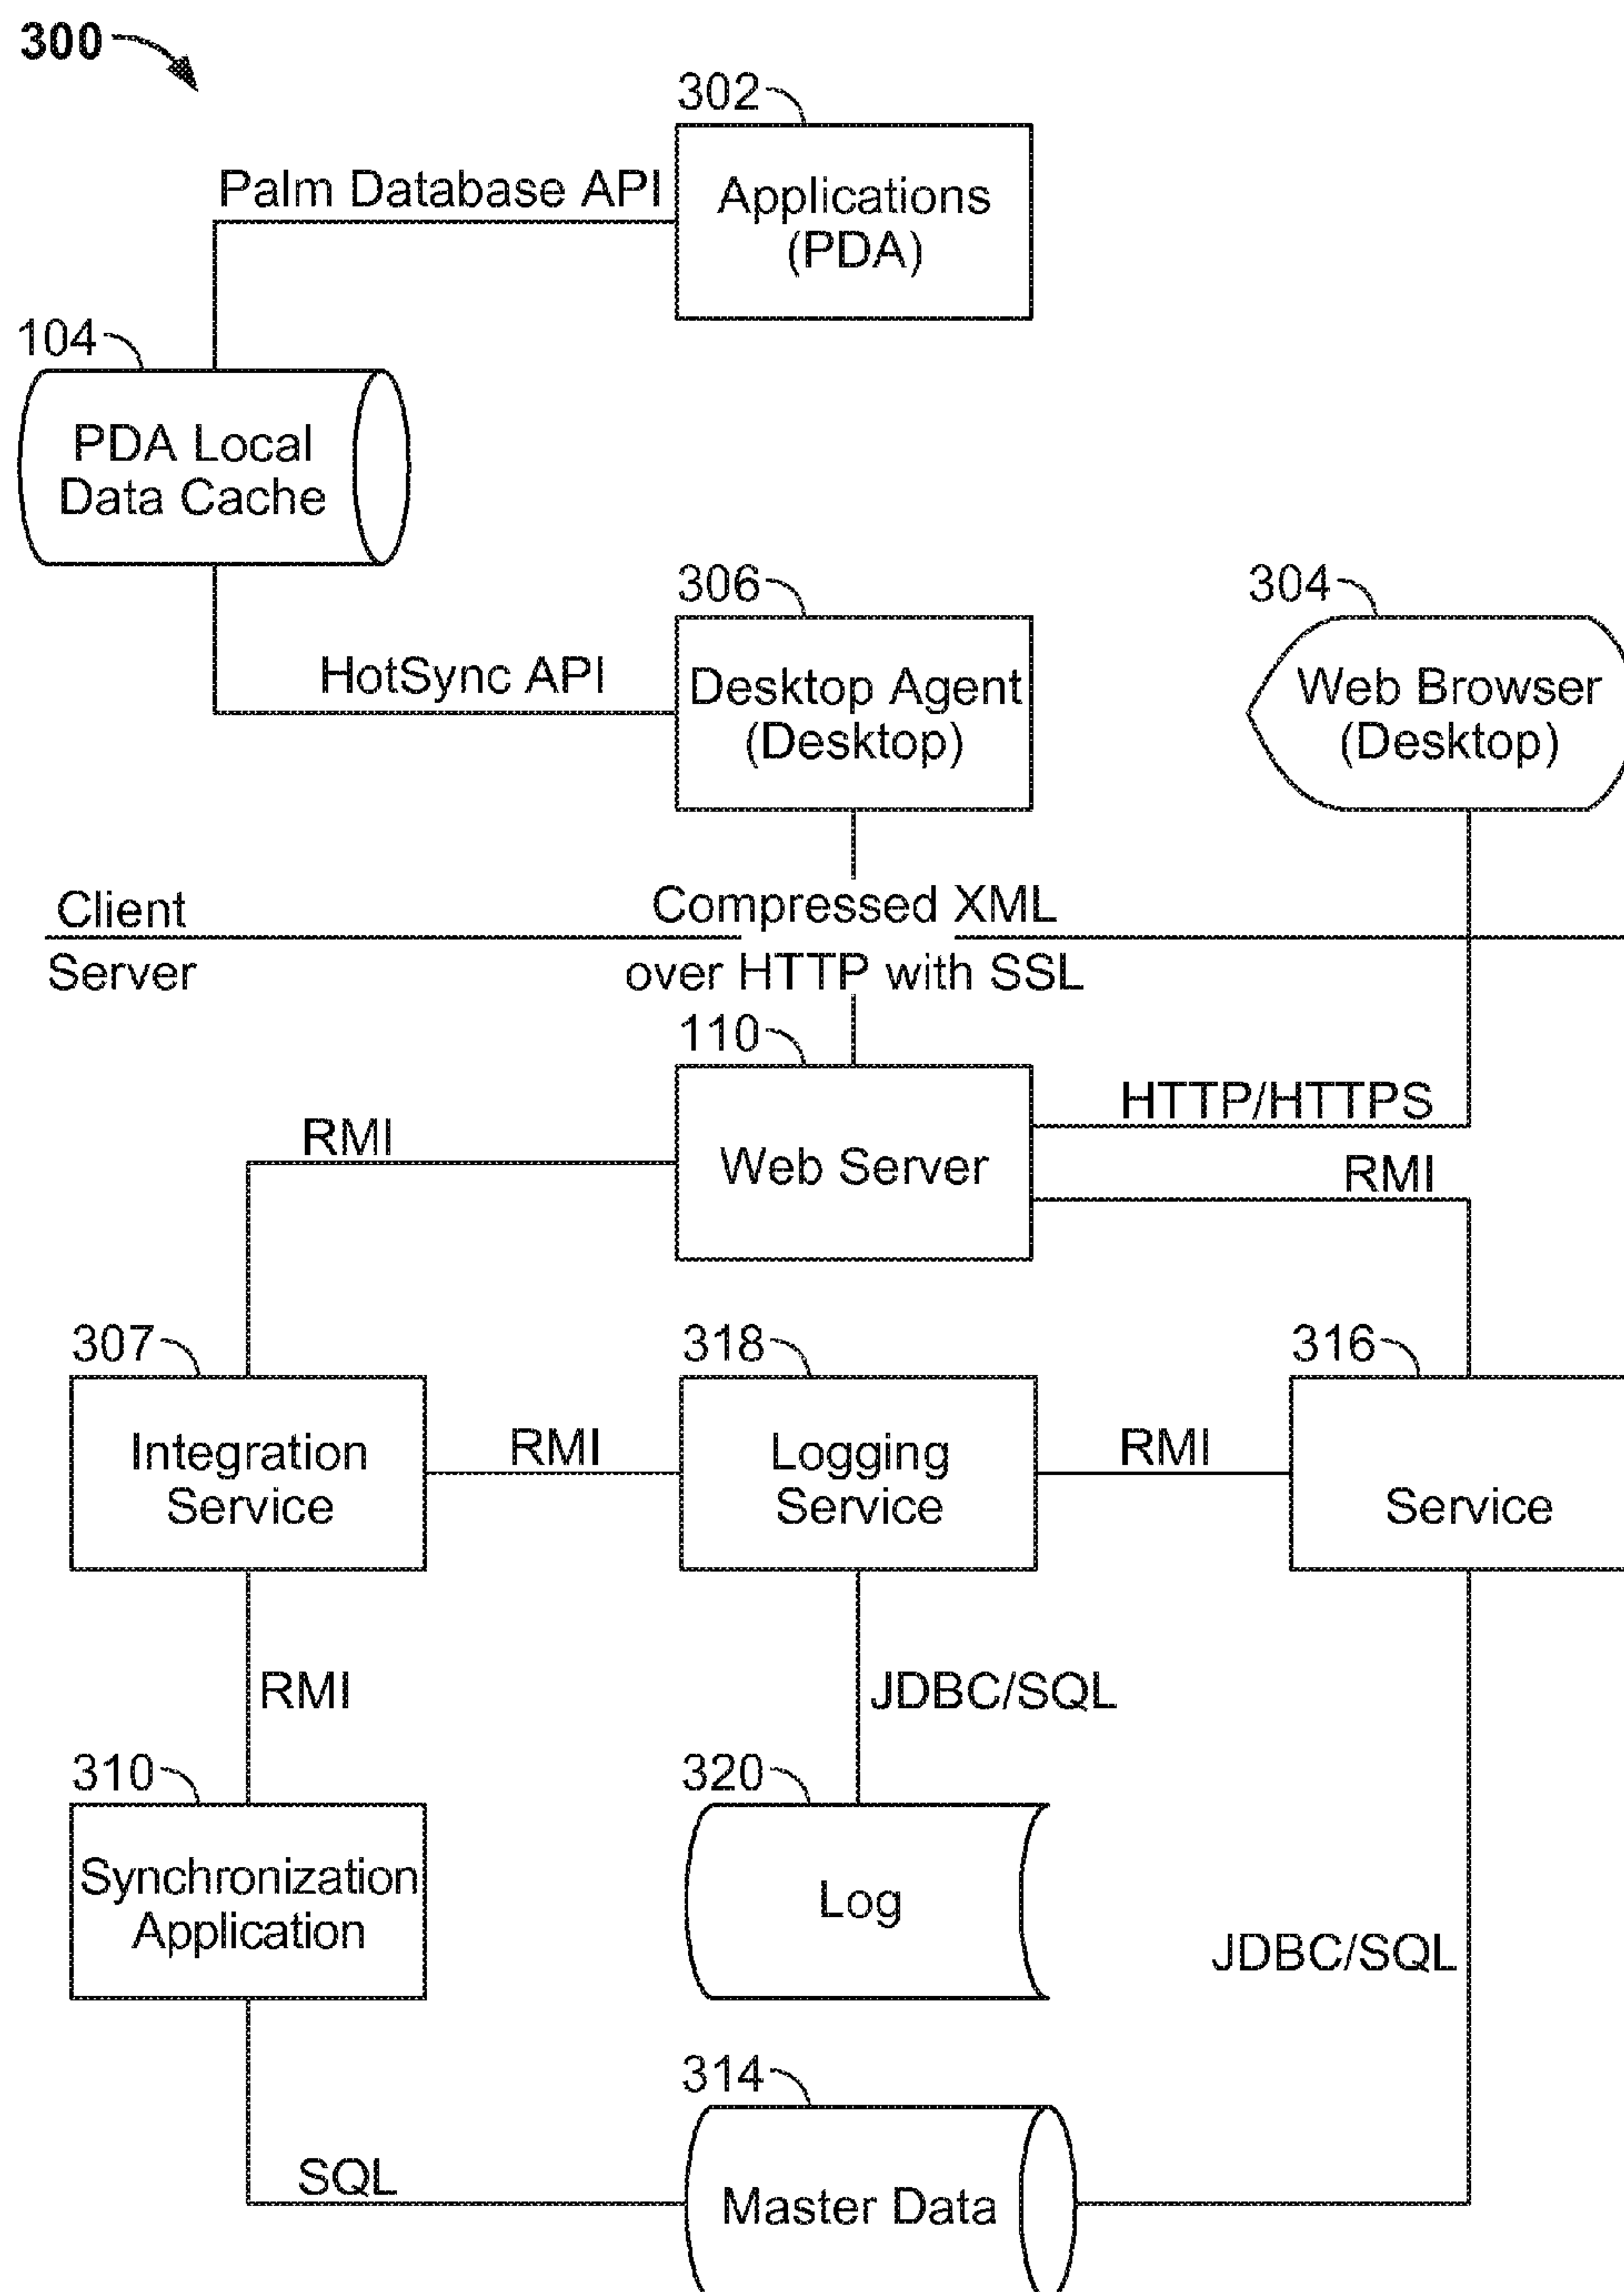 300
302
Palm Database API
Applications
(PDA)
104
PDA Local
Data Cache
306
304
HotSync API
Desktop Agent
(Desktop)
Web Browser
(Desktop)
Client
Compressed XML
Server
over HTTP with SSL
110
HTTP/HTTPS
RMI
Web Server
RMI
307
318
316
Integration
Service
RMI
Logging
Service
RMI
Service
RMI
JDBC/SQL
310
320
Synchronization
Application
Log
JDBC/SQL
314
SQL
Master Data